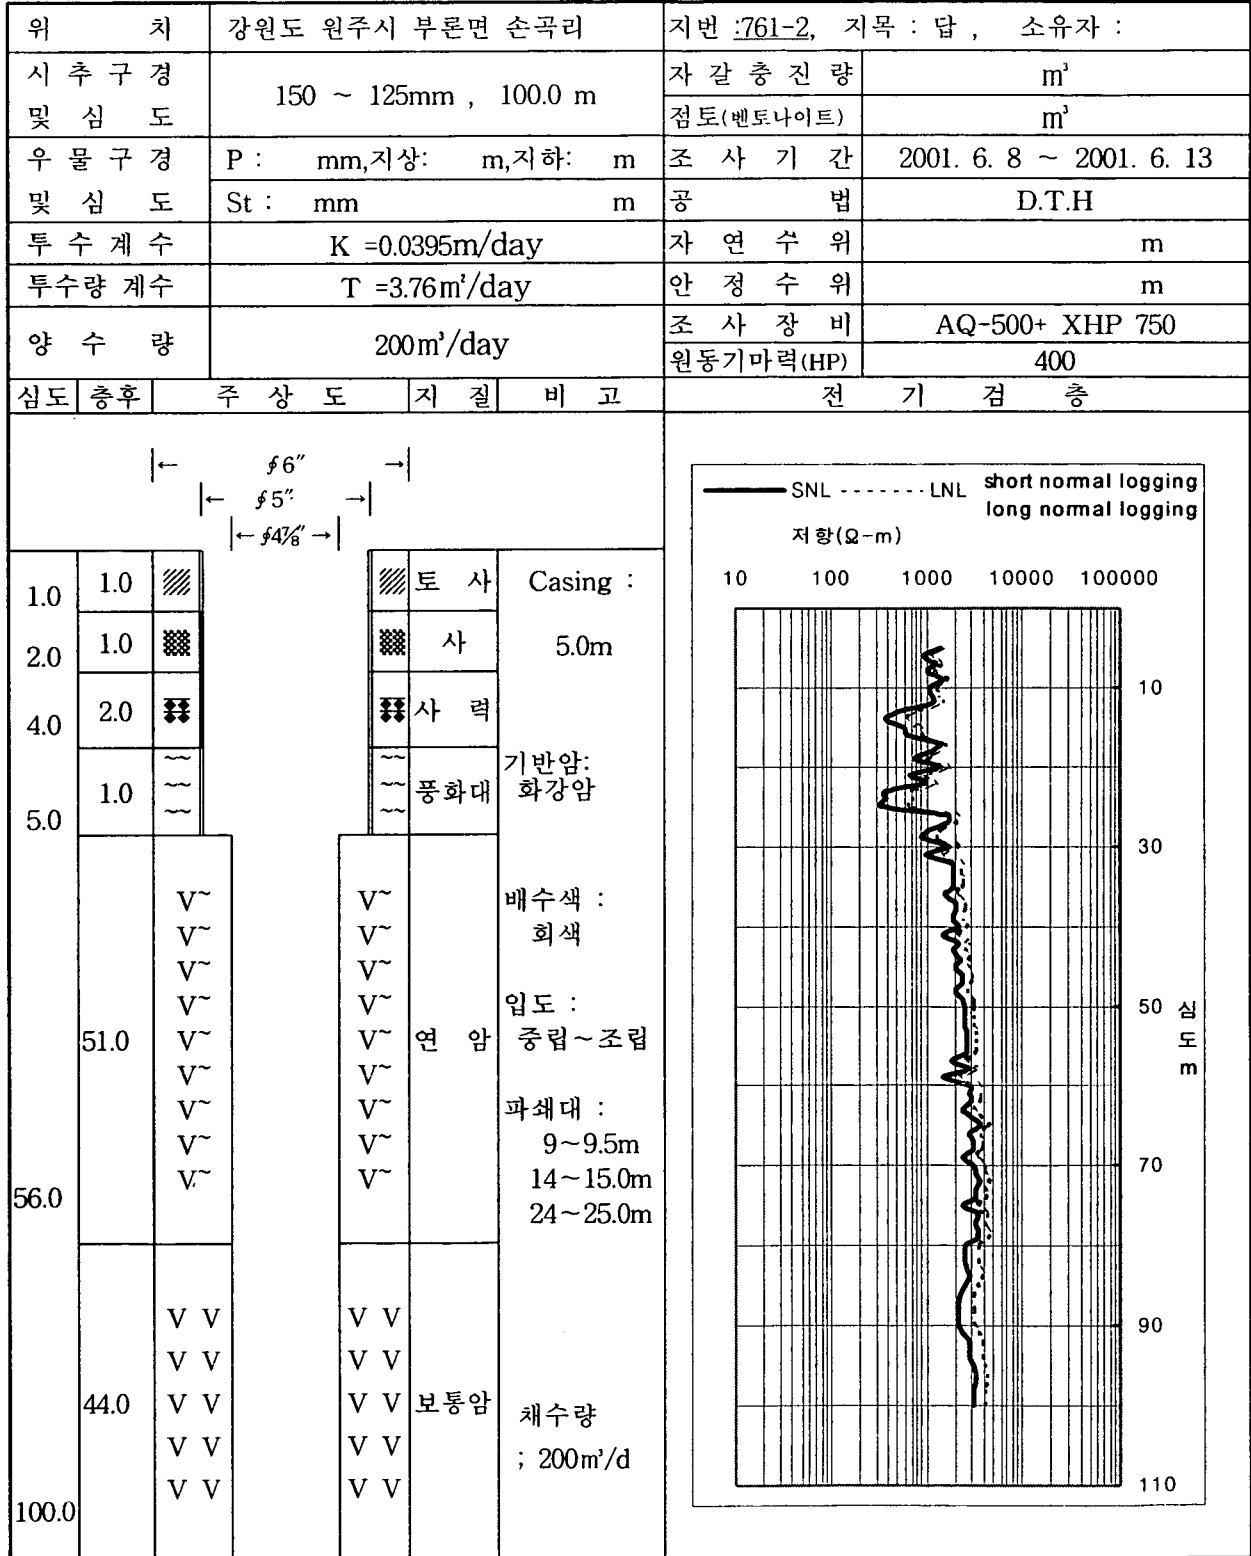 위 치 강원도 원주시 부론면 손곡리 지번 :761-2, 지목 : 답 , 소유자 :
시 추 구 경 및 심 도 150 ~ 125mm , 100.0 m
자 갈 충 진 량 m³
점토(벤토나이트) m³
우 물 구 경 및 심 도
P : mm,지상: m,지하: m
St : mm m
조 사 기 간 2001. 6. 8 ~ 2001. 6. 13
공 법 D.T.H
투 수 계 수 K =0.0395m/day 자 연 수 위 m
투수량 계수 T =3.76m²/day 안 정 수 위 m
양 수 량 200m³/day
조 사 장 비 AQ-500+ XHP 750
원동기마력(HP) 400
심도 층후 주 상 도 지 질 비 고 전 기 검 층
← ∮6″ →
← ∮5″ →
← ∮4⅞″ →
1.0 1.0 토 사 Casing :
2.0 1.0 사 5.0m
4.0 2.0 사 력
5.0 1.0 풍화대
기반암:
화강암
V~ V~
V~ V~
V~ V~
V~ V~
V~ V~
V~ V~
V~ V~
V~ V~
V~ V~
56.0 51.0 연 암
배수색 :
회색
입도 :
중립~조립
파쇄대 :
9~9.5m
14~15.0m
24~25.0m
V V V V
V V V V
V V V V
V V V V
V V V V
100.0 44.0 보통암
채수량
; 200m³/d
SNL LNL short normal logging
long normal logging
저항(Ω-m)
10 100 1000 10000 100000
10
30
50
70
90
110
심
도
m